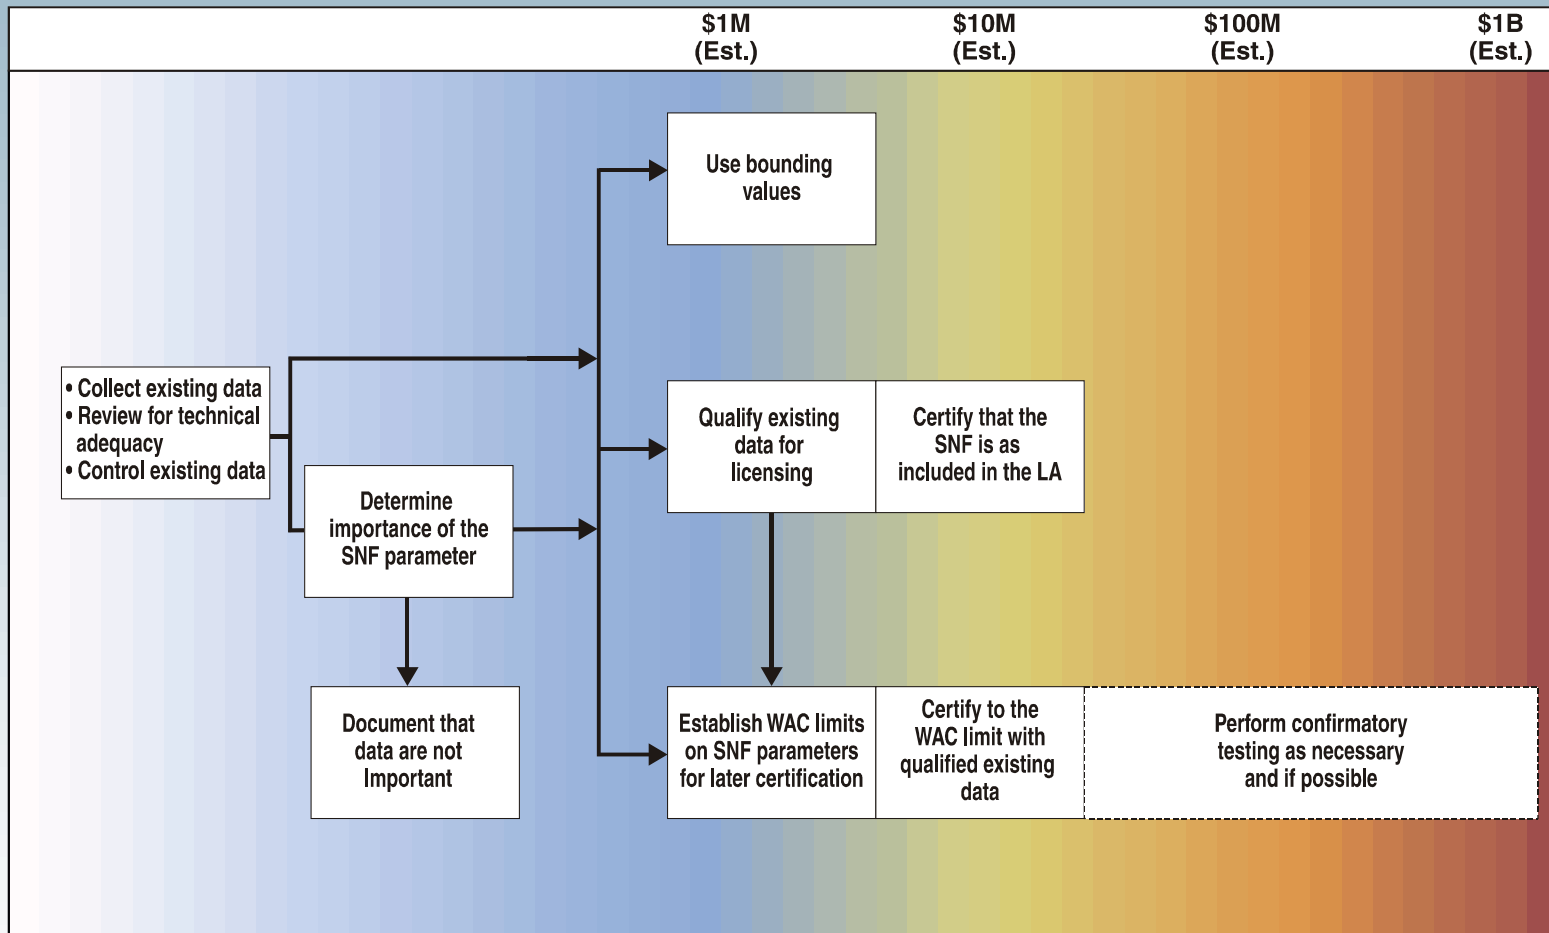 $1M
(Est.)
$10M
(Est.)
$100M
(Est.)
$1B
(Est.)
Use bounding
values
• Collect existing data
• Review for technical
adequacy
• Control existing data
Determine
importance of the
SNF parameter
Document that
data are not
Important
Qualify existing
data for
licensing
Certify that the
SNF is as
included in the LA
Establish WAC limits
on SNF parameters
for later certification
Certify to the
WAC limit with
qualified existing
data
Perform confirmatory
testing as necessary
and if possible